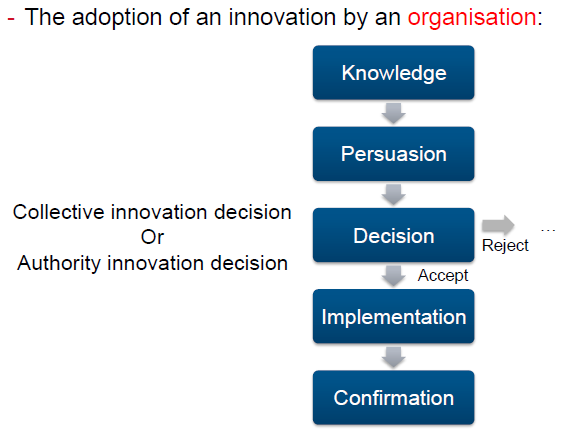 - The adoption of an innovation by an organisation:
Knowledge
Persuasion
Collective innovation decision
Or
Authority innovation decision
Decision
Reject
...
Accept
Implementation
Confirmation